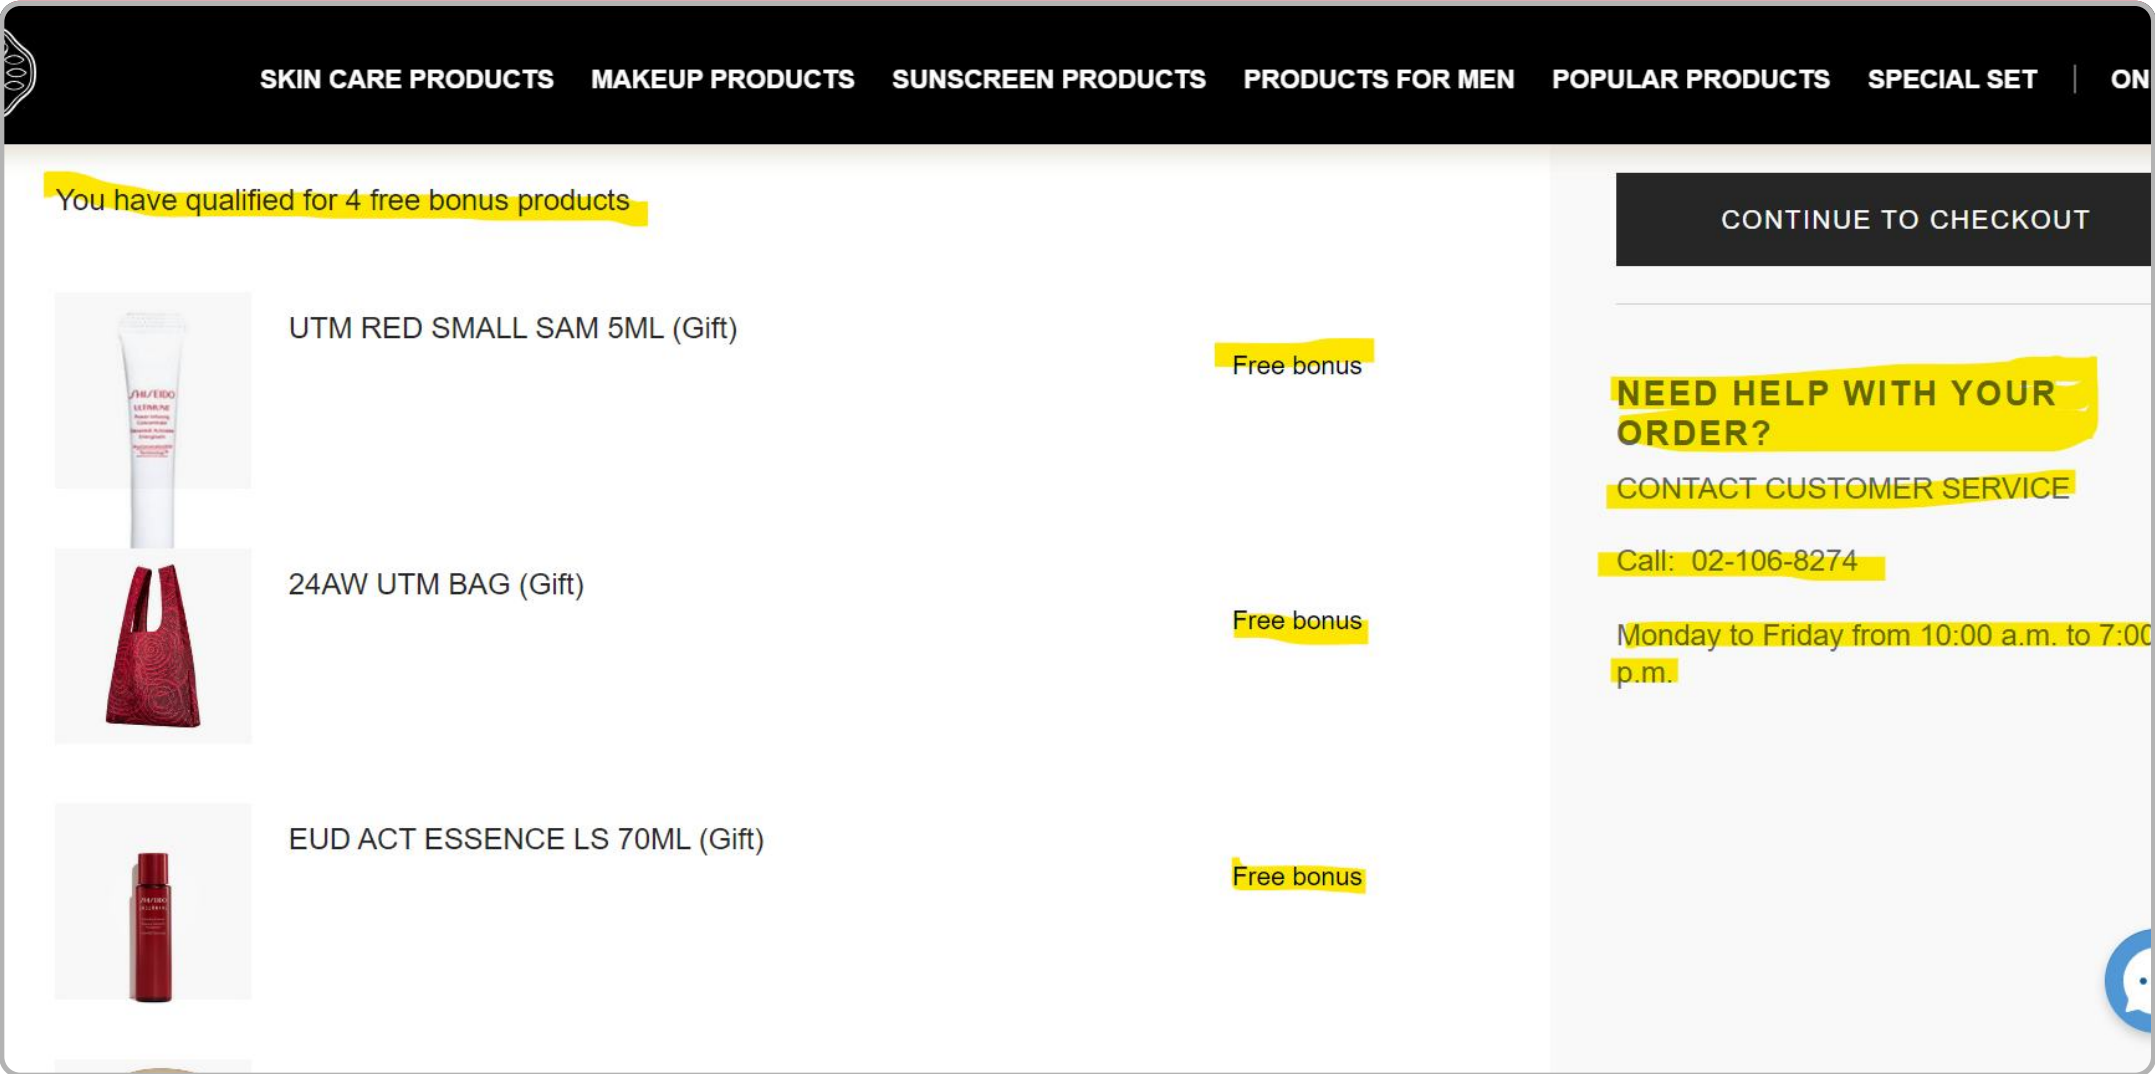 SKIN CARE PRODUCTS MAKEUP PRODUCTS SUNSCREEN PRODUCTS PRODUCTS FOR MEN POPULAR PRODUCTS SPECIAL SET | ON
You have qualified for 4 free bonus products
UTM RED SMALL SAM 5ML (Gift)
Free bonus
SHISEIDO
ULTIMUNE
24AW UTM BAG (Gift)
Free bonus
EUD ACT ESSENCE LS 70ML (Gift)
Free bonus
SHISEIDO
CONTINUE TO CHECKOUT
NEED HELP WITH YOUR
ORDER?
CONTACT CUSTOMER SERVICE
Call: 02-106-8274
Monday to Friday from 10:00 a.m. to 7:00
p.m.